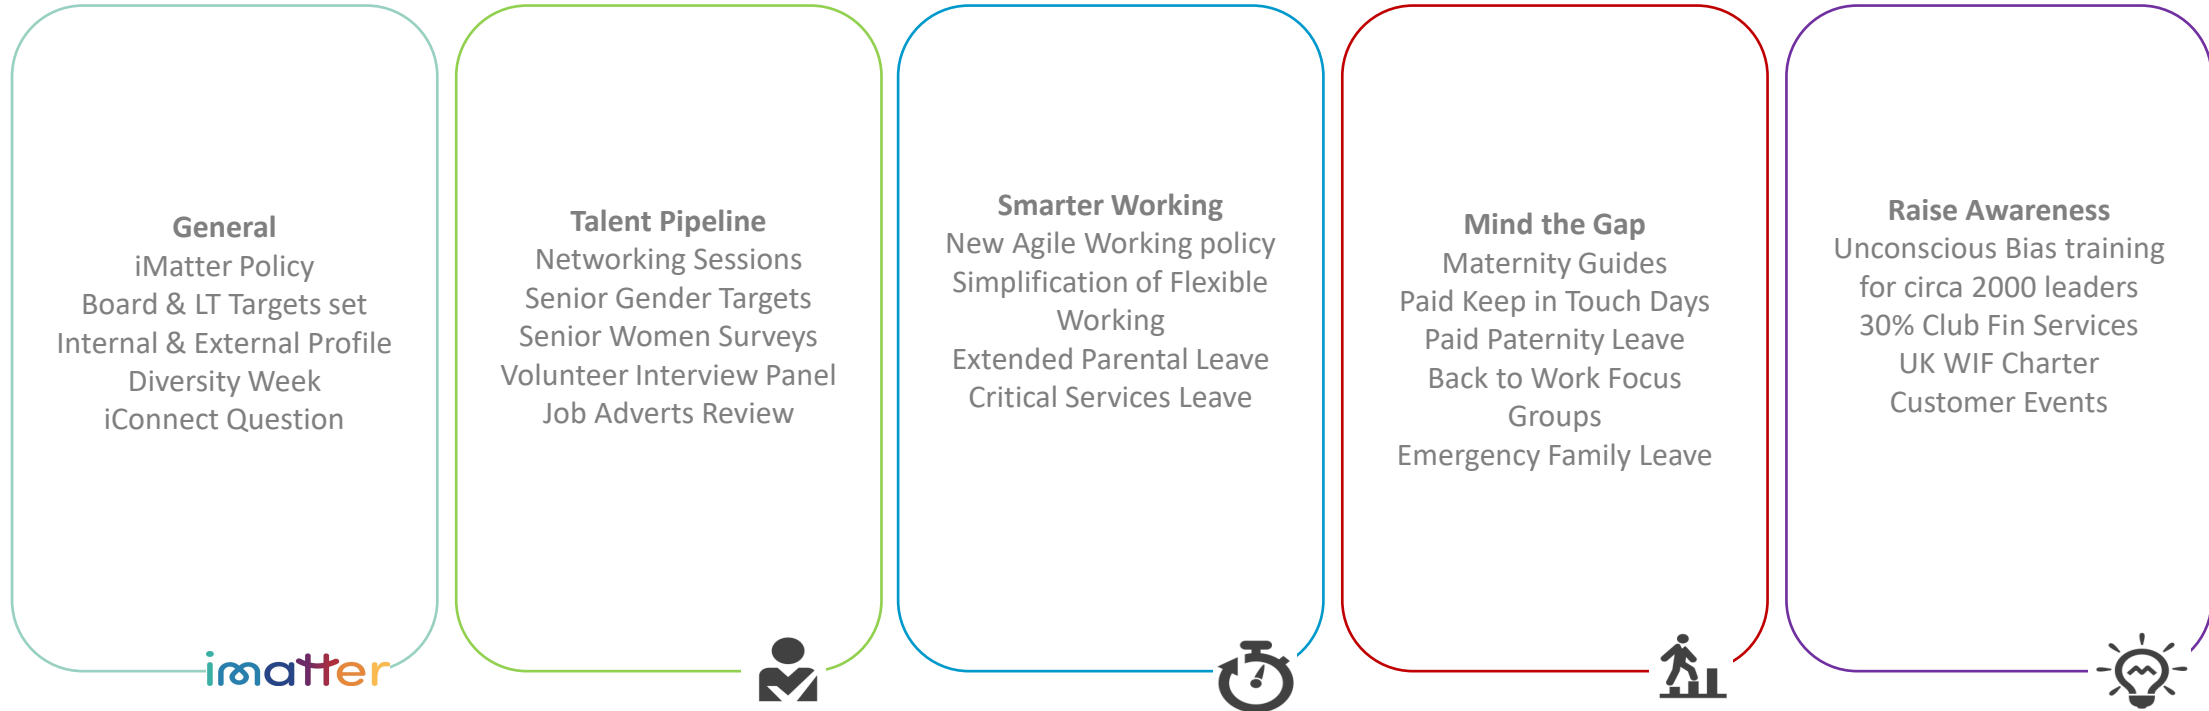 General
iMatter Policy
Board & LT Targets set
Internal & External Profile
Diversity Week
iConnect Question
imatter
Talent Pipeline
Networking Sessions
Senior Gender Targets
Senior Women Surveys
Volunteer Interview Panel
Job Adverts Review
Smarter Working
New Agile Working policy
Simplification of Flexible
Working
Extended Parental Leave
Critical Services Leave
Mind the Gap
Maternity Guides
Paid Keep in Touch Days
Paid Paternity Leave
Back to Work Focus
Groups
Emergency Family Leave
Raise Awareness
Unconscious Bias training
for circa 2000 leaders
30% Club Fin Services
UK WIF Charter
Customer Events